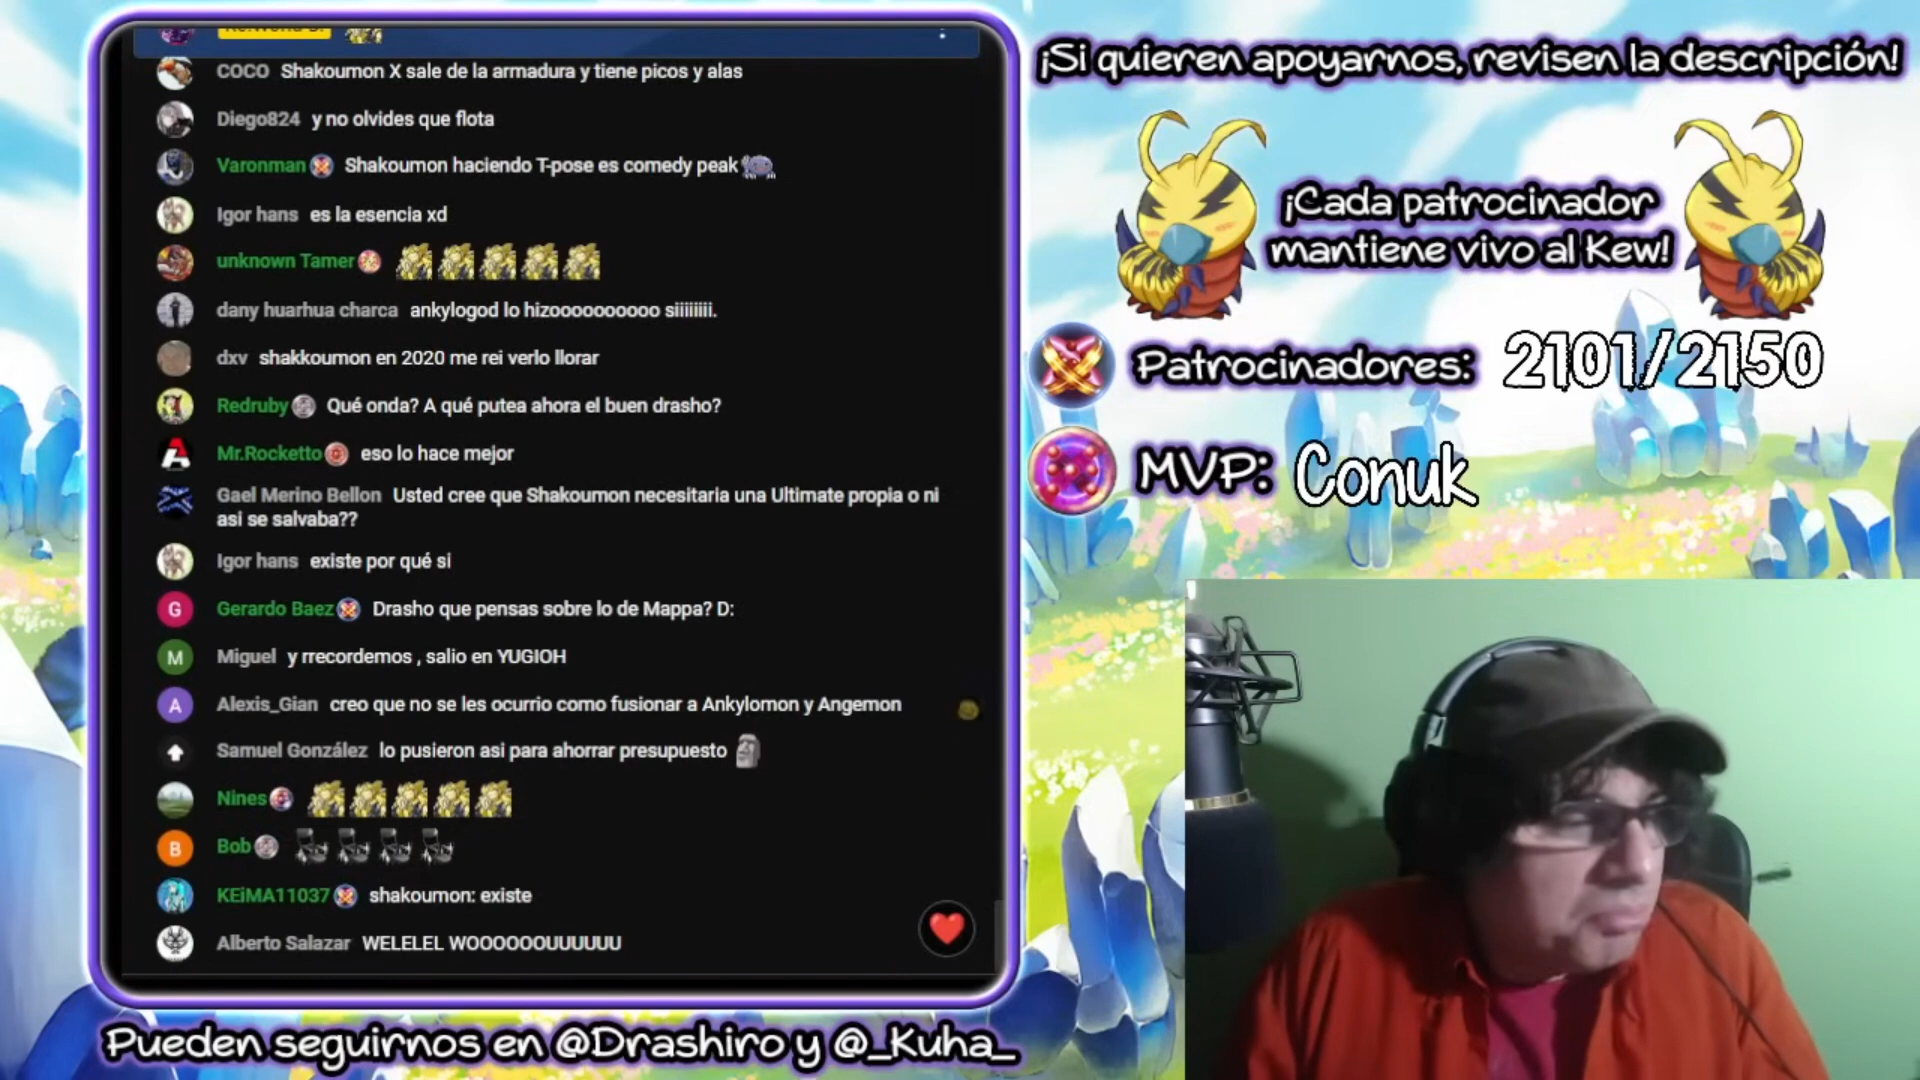 COCO Shakoumon X sale de la armadura y tiene picos y alas
Diego824 y no olvides que flota
Varonman Shakoumon haciendo T-pose es comedy peak
Igor hans es la esencia xd
unknown Tamer
dany huarhua charca ankylogod lo hizoooooooooo siiiiiiii.
dxv shakkoumon en 2020 me rei verlo llorar
Redruby Qué onda? A qué putea ahora el buen drasho?
Mr.Rocketto eso lo hace mejor
Gael Merino Bellon Usted cree que Shakoumon necesitaria una Ultimate propia o ni
asi se salvaba??
Igor hans existe por qué si
G Gerardo Baez Drasho que pensas sobre lo de Mappa? D:
M Miguel y rrecordemos , salio en YUGIOH
A Alexis_Gian creo que no se les ocurrio como fusionar a Ankylomon y Angemon
Samuel González lo pusieron asi para ahorrar presupuesto
Nines
B Bob
KEiMA11037 shakoumon: existe
Alberto Salazar WELELEL WOOOOOOUUUUUU
Pueden seguirnos en @Drashiro y @_Kuha_
¡Si quieren apoyarnos, revisen la descripción!
¡Cada patrocinador
mantiene vivo al Kew!
Patrocinadores: 2101/2150
MVP: Conuk